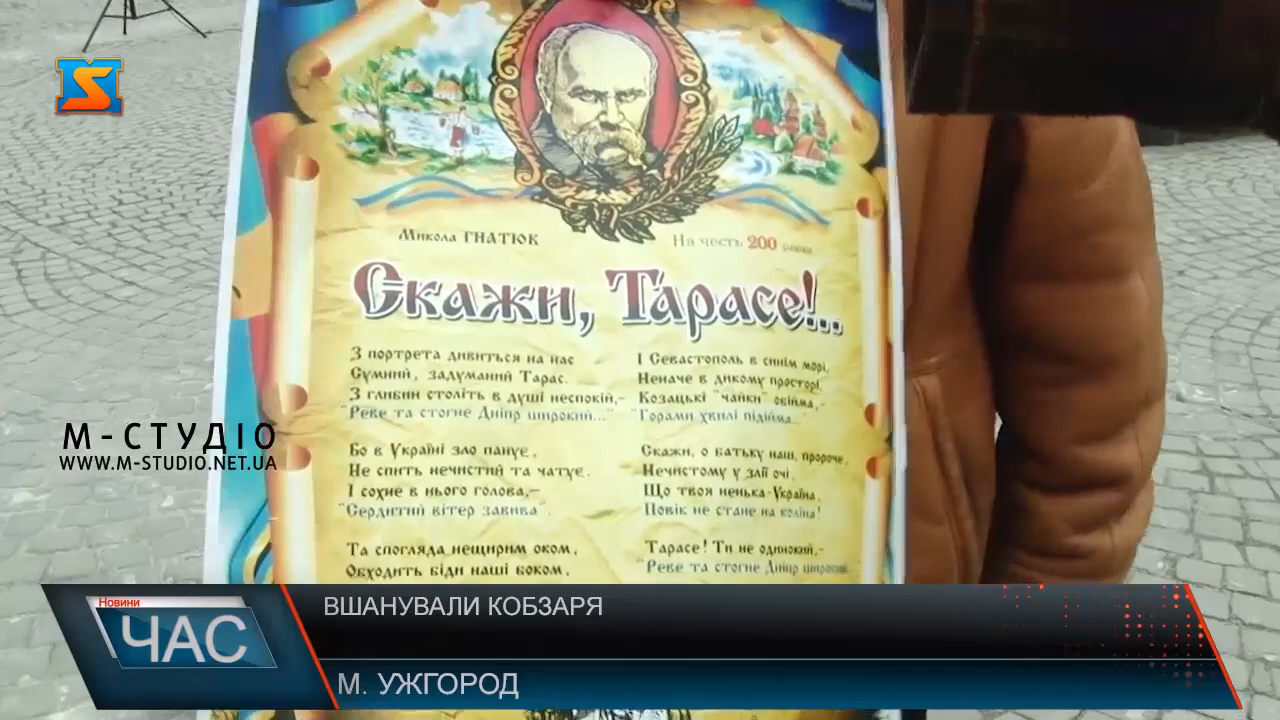 Микола ГНАТЮК
На честь 200 річчя
Скажи, Тарасе!..
З портрета дивиться на нас
Сумний, задуманий Тарас.
З глибин століть в душі неспокій,-
"Реве та стогне Дніпр широкий..."
Бо в Україні зло панує,
Не спить нечистий та чатує.
І сохне в нього голова,-
"Сердитий вітер завива".
Та спогляда нещирим оком,
Обходить біди наші боком,
І Севастополь в синім морі,
Неначе в дикому просторі,
Козацькі "чайки" обійма,-
"Горами хвилі підійма..."
Скажи, о батьку наш, пророче,
Нечистому у злії очі,
Що твоя ненька-Україна,
Повік не стане на коліна!
Тарасе! Ти не одинокий,-
"Реве та стогне Дніпр широкий
М-СТУДІО
WWW.M-STUDIO.NET.UA
Новини
ЧАС
ВШАНУВАЛИ КОБЗАРЯ
М. УЖГОРОД